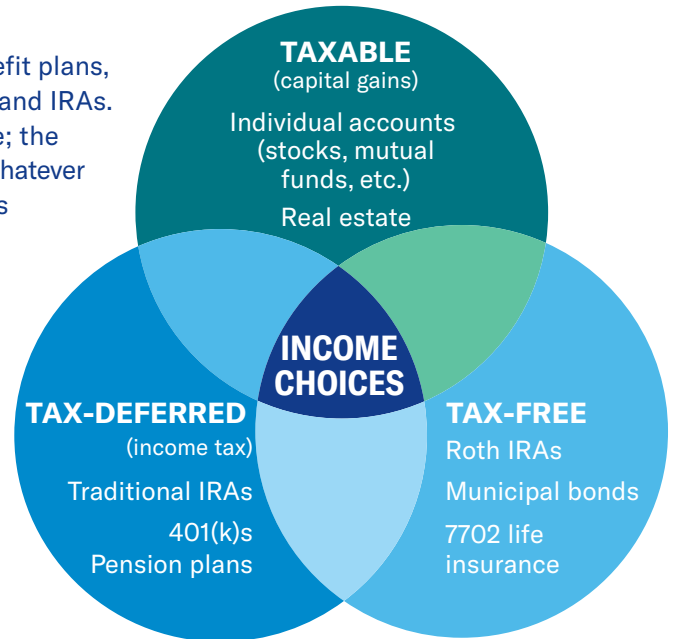 efit plans,
and IRAs.
e; the
hatever
s
TAXABLE
(capital gains)
Individual accounts
(stocks, mutual
funds, etc.)
Real estate
INCOME
CHOICES
TAX-DEFERRED
(income tax)
Traditional IRAs
401(k)s
Pension plans
TAX-FREE
Roth IRAs
Municipal bonds
7702 life
insurance